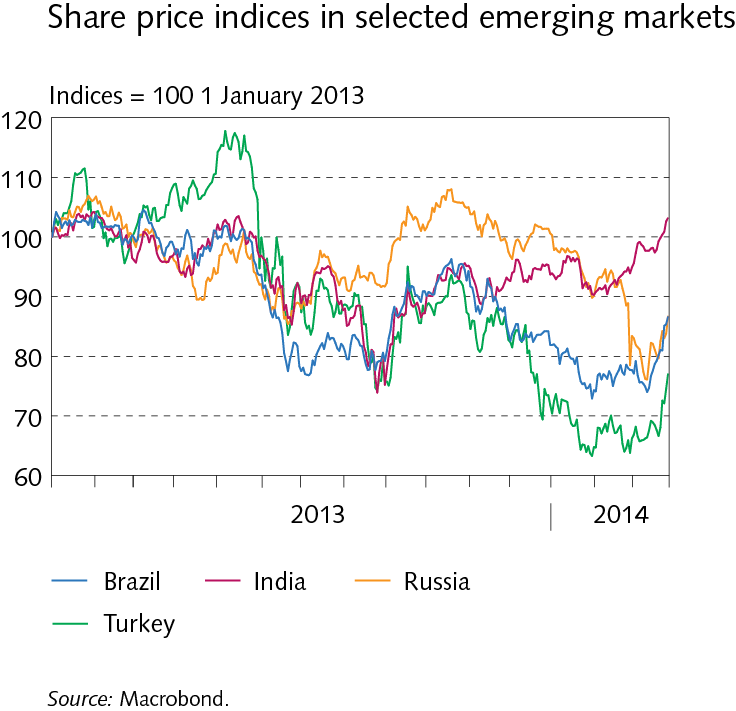 Share price indices in selected emerging markets
Indices = 100 1 January 2013
120
110
100
90
80
70
60
2013
2014
Brazil
India
Russia
Turkey
Source: Macrobond.